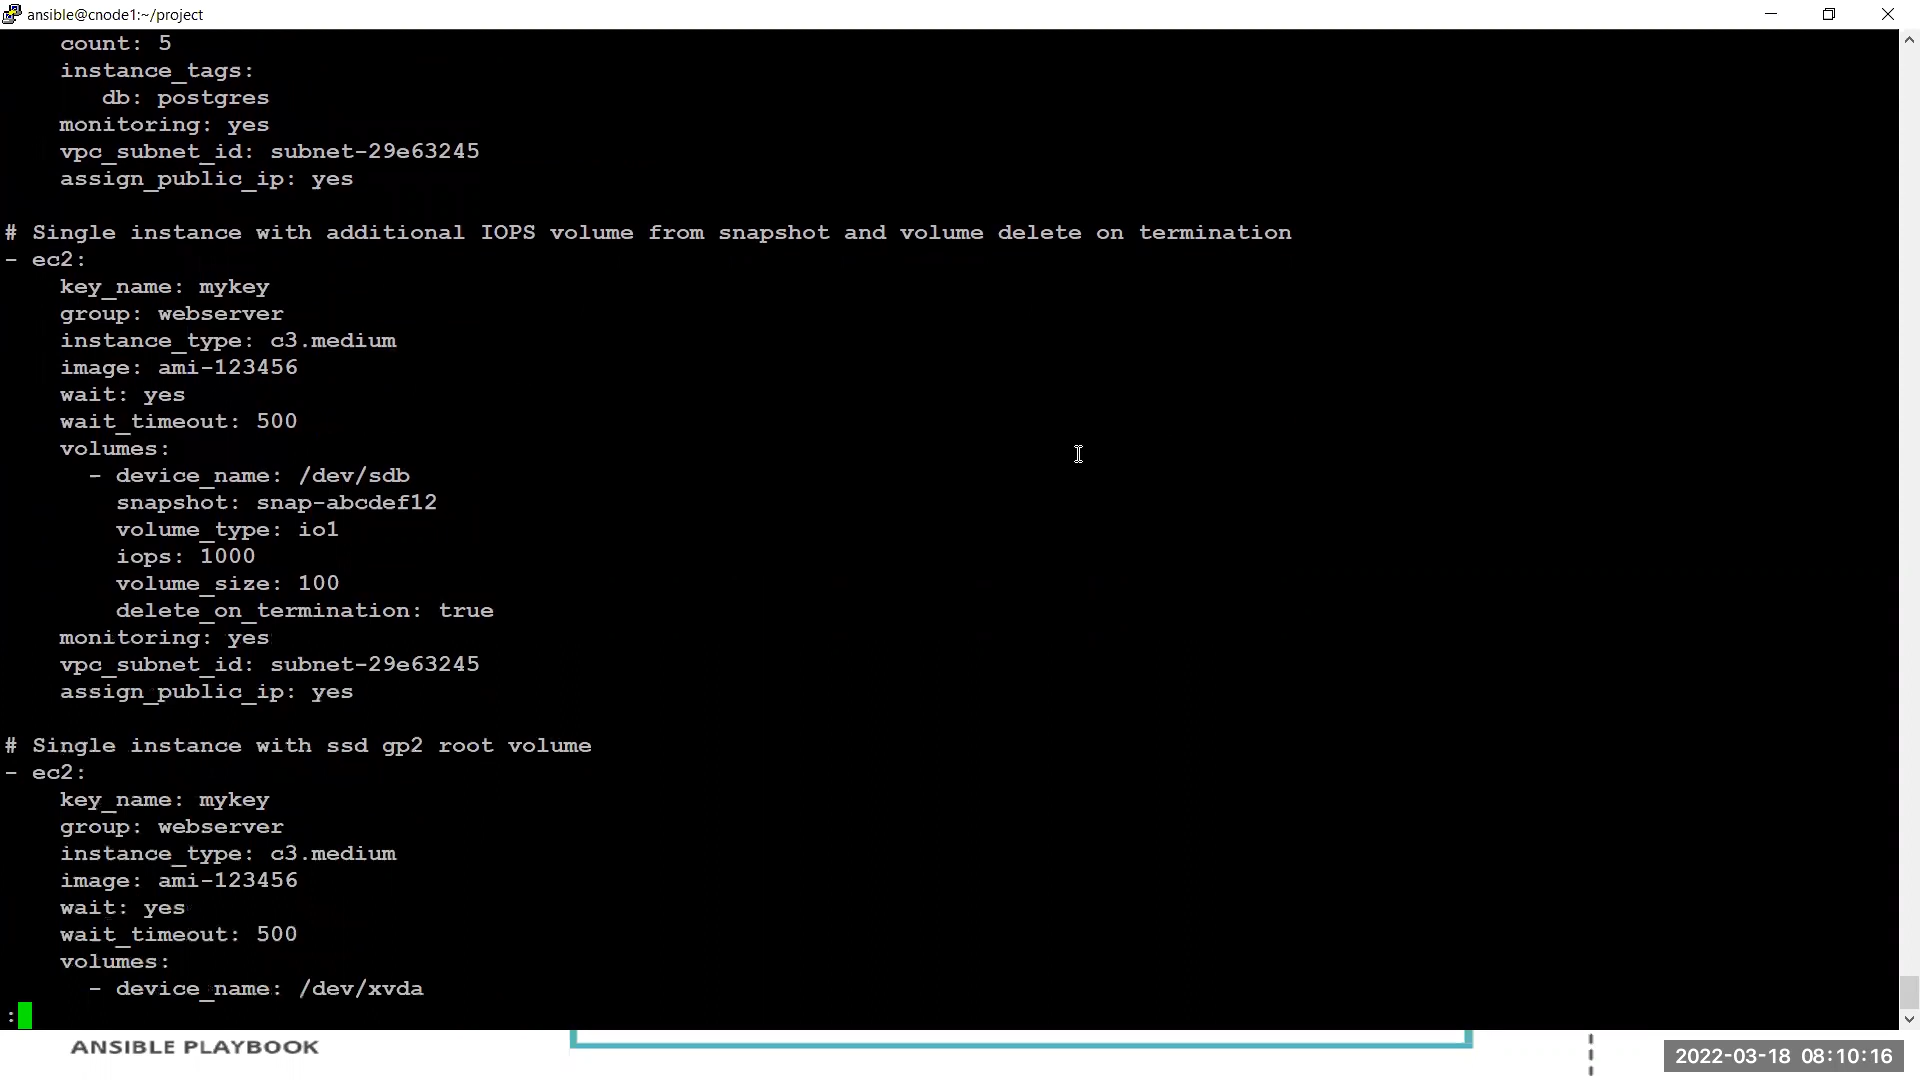 ansible@cnode1:~/project
count: 5
instance_tags:
db: postgres
monitoring: yes
vpc_subnet_id: subnet-29e63245
assign_public_ip: yes
# Single instance with additional IOPS volume from snapshot and volume delete on termination
- ec2:
key_name: mykey
group: webserver
instance_type: c3.medium
image: ami-123456
wait: yes
wait_timeout: 500
volumes:
- device_name: /dev/sdb
snapshot: snap-abcdef12
volume_type: io1
iops: 1000
volume_size: 100
delete_on_termination: true
monitoring: yes
vpc_subnet_id: subnet-29e63245
assign_public_ip: yes
# Single instance with ssd gp2 root volume
- ec2:
key_name: mykey
group: webserver
instance_type: c3.medium
image: ami-123456
wait: yes
wait_timeout: 500
volumes:
- device_name: /dev/xvda
:
ANSIBLE PLAYBOOK
2022-03-18 08:10:16